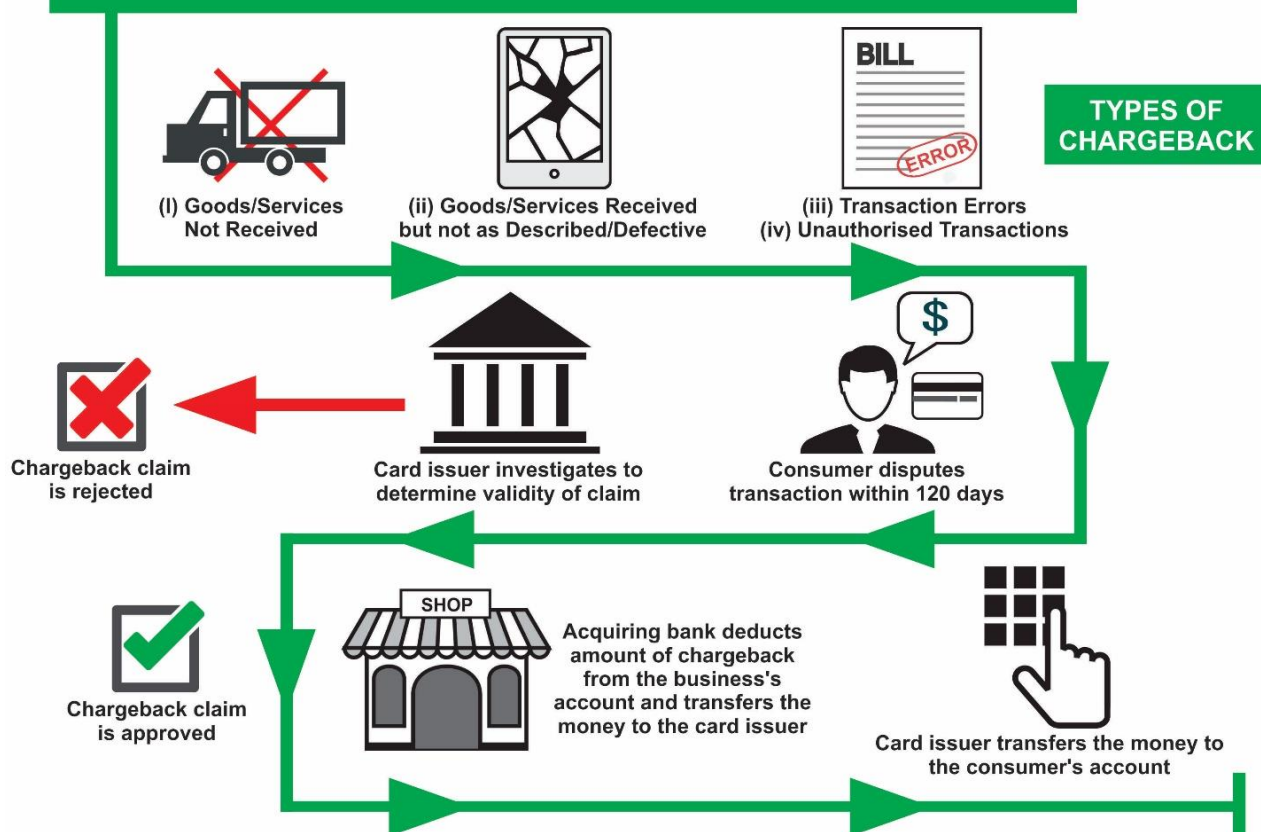 BILL
ERROR
TYPES OF
CHARGEBACK
(I) Goods/Services
Not Received
(ii) Goods/Services Received
but not as Described/Defective
(iii) Transaction Errors
(iv) Unauthorised Transactions
$
Chargeback claim
is rejected
Card issuer investigates to
determine validity of claim
Consumer disputes
transaction within 120 days
Chargeback claim
is approved
SHOP
Acquiring bank deducts
amount of chargeback
from the business's
account and transfers the
money to the card issuer
Card issuer transfers the money to
the consumer's account